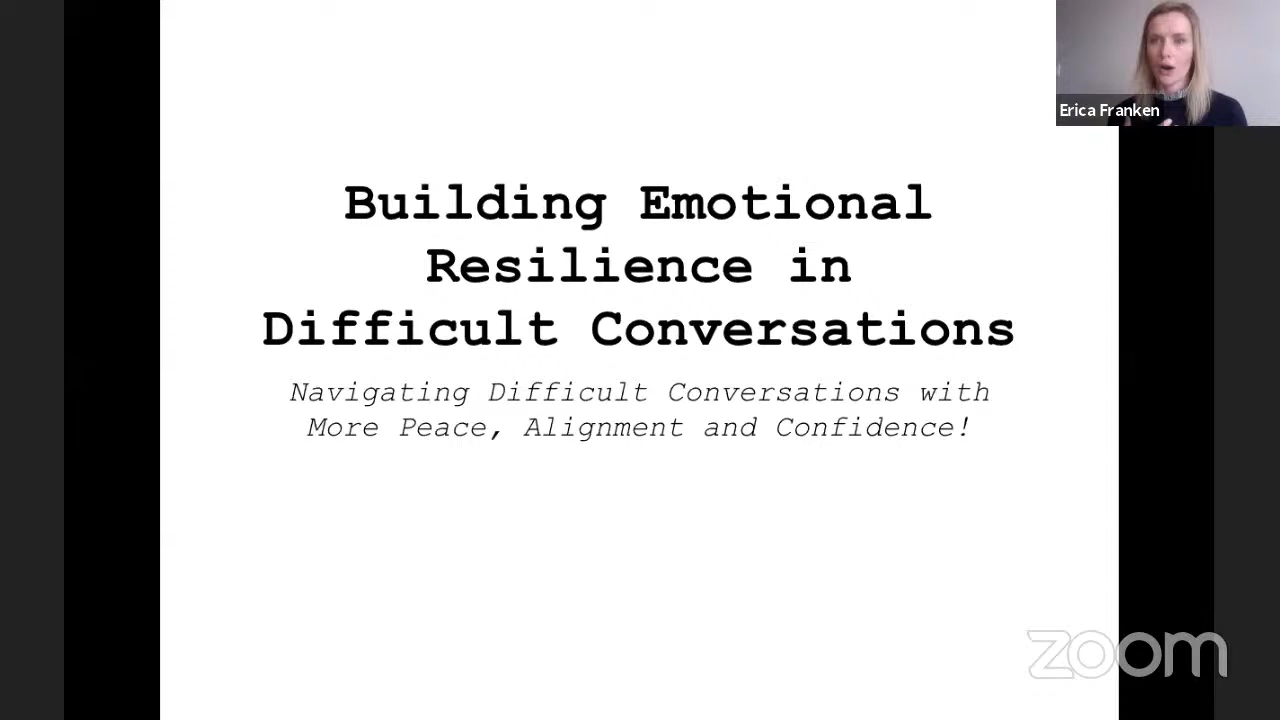 Erica Franken
Building Emotional
Resilience in
Difficult Conversations
Navigating Difficult Conversations with
More Peace, Alignment and Confidence!
zoom